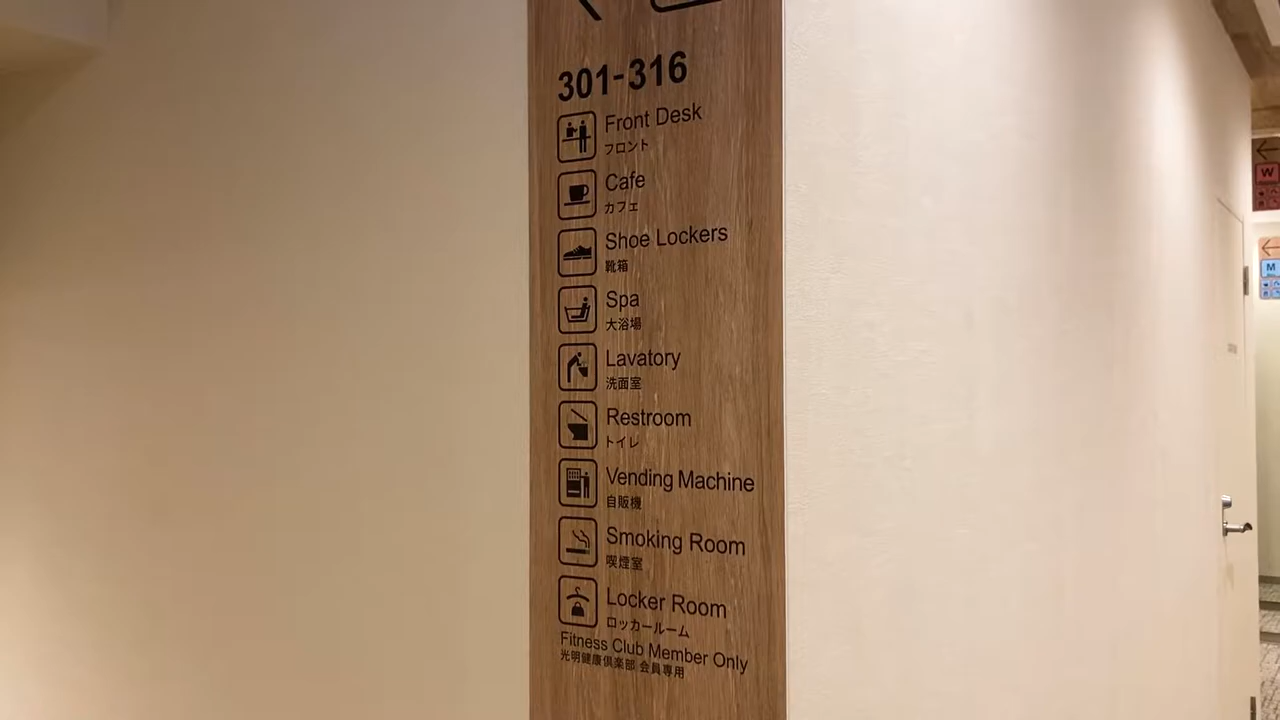 301-316
Front Desk
フロント
Cafe
カフェ
Shoe Lockers
靴箱
Spa
大浴場
Lavatory
洗面室
Restroom
トイレ
Vending Machine
自販機
Smoking Room
喫煙室
Locker Room
ロッカールーム
Fitness Club Member Only
光明健康倶楽部 会員専用
W
M